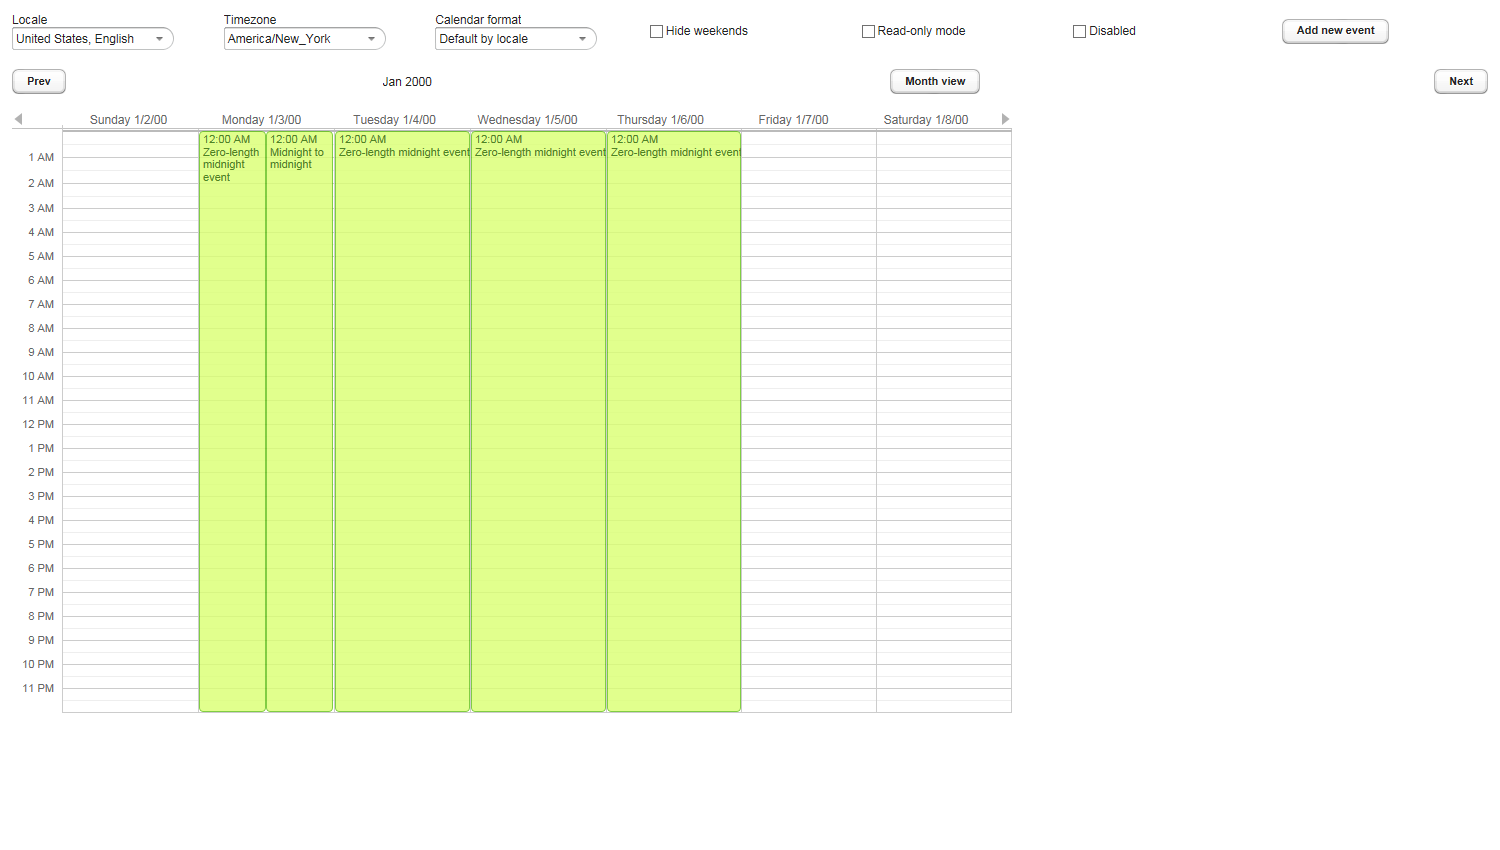 Locale
Timezone
Calendar format
United States, English
America/New_York
Default by locale
Hide weekends
Read-only mode
Disabled
Add new event
Prev
Jan 2000
Month view
Next
Sunday 1/2/00
Monday 1/3/00
Tuesday 1/4/00
Wednesday 1/5/00
Thursday 1/6/00
Friday 1/7/00
Saturday 1/8/00
12:00 AM
Zero-length
midnight
event
12:00 AM
Midnight to
midnight
12:00 AM
Zero-length midnight event
12:00 AM
Zero-length midnight event
12:00 AM
Zero-length midnight event
1 AM
2 AM
3 AM
4 AM
5 AM
6 AM
7 AM
8 AM
9 AM
10 AM
11 AM
12 PM
1 PM
2 PM
3 PM
4 PM
5 PM
6 PM
7 PM
8 PM
9 PM
10 PM
11 PM